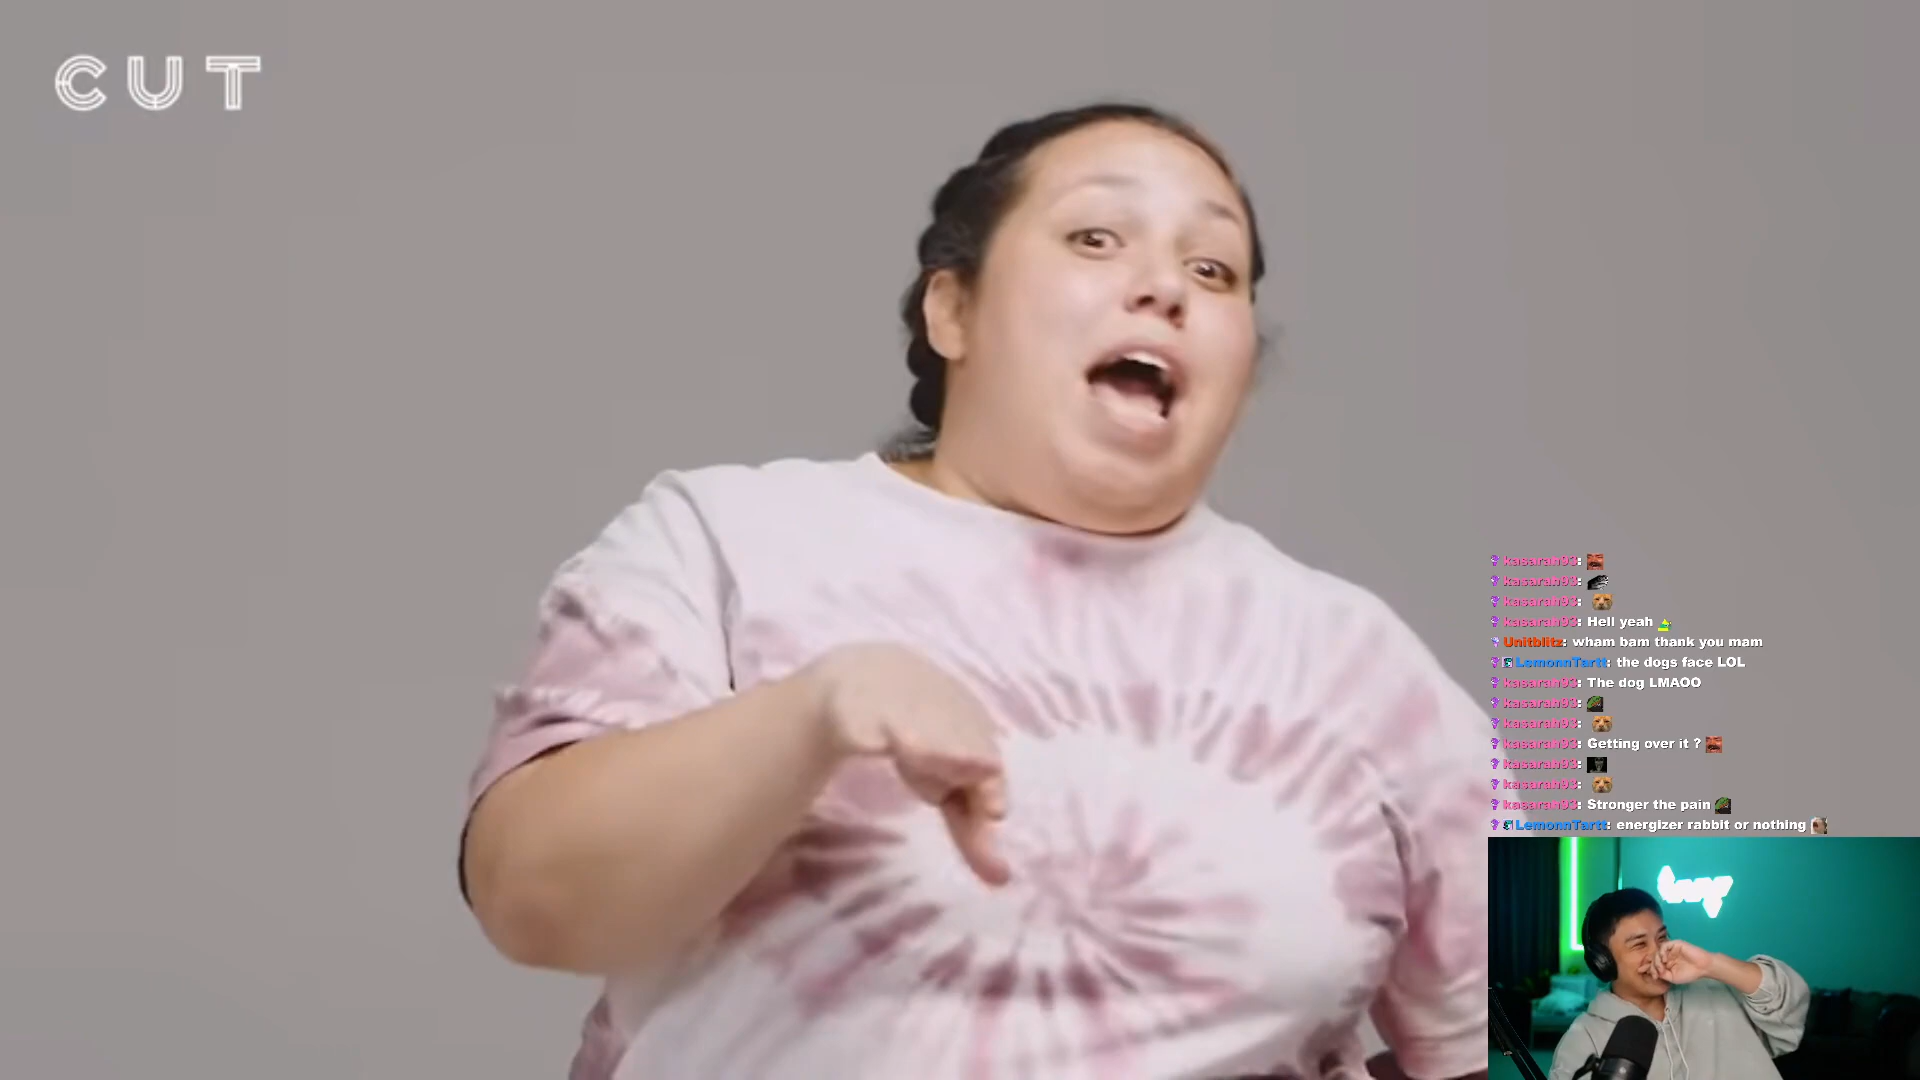 CUT
kasarah93:
kasarah93:
kasarah93:
kasarah93: Hell yeah
Unitblitz: wham bam thank you mam
LemonnTartt: the dogs face LOL
kasarah93: The dog LMAOO
kasarah93:
kasarah93:
kasarah93: Getting over it ?
kasarah93:
kasarah93:
kasarah93: Stronger the pain
LemonnTartt: energizer rabbit or nothing